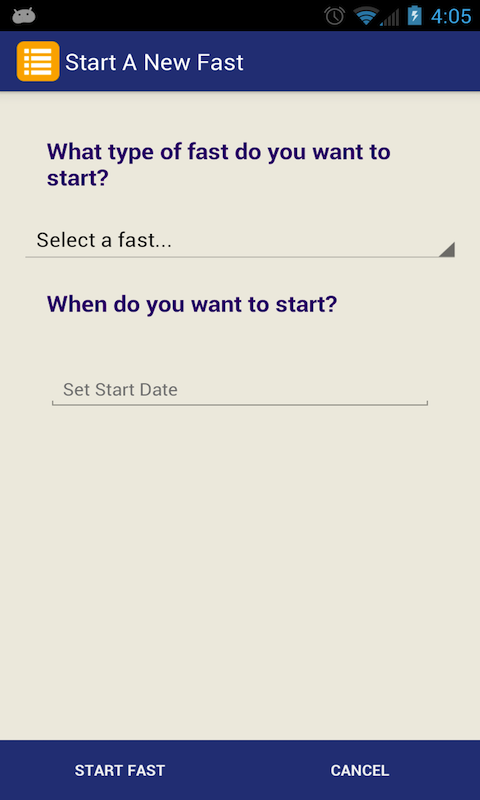 4:05
Start A New Fast
What type of fast do you want to
start?
Select a fast...
When do you want to start?
Set Start Date
START FAST
CANCEL